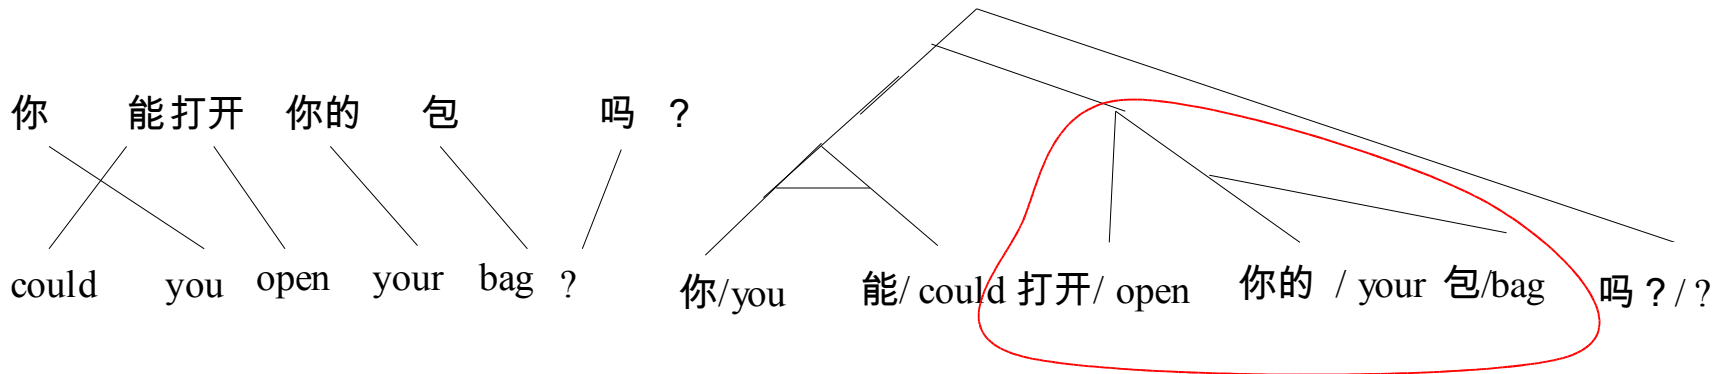 你 能打开 你的 包 吗 ?
could you open your bag ?
你/you 能/ could 打开/ open 你的 / your 包/bag 吗 ? / ?